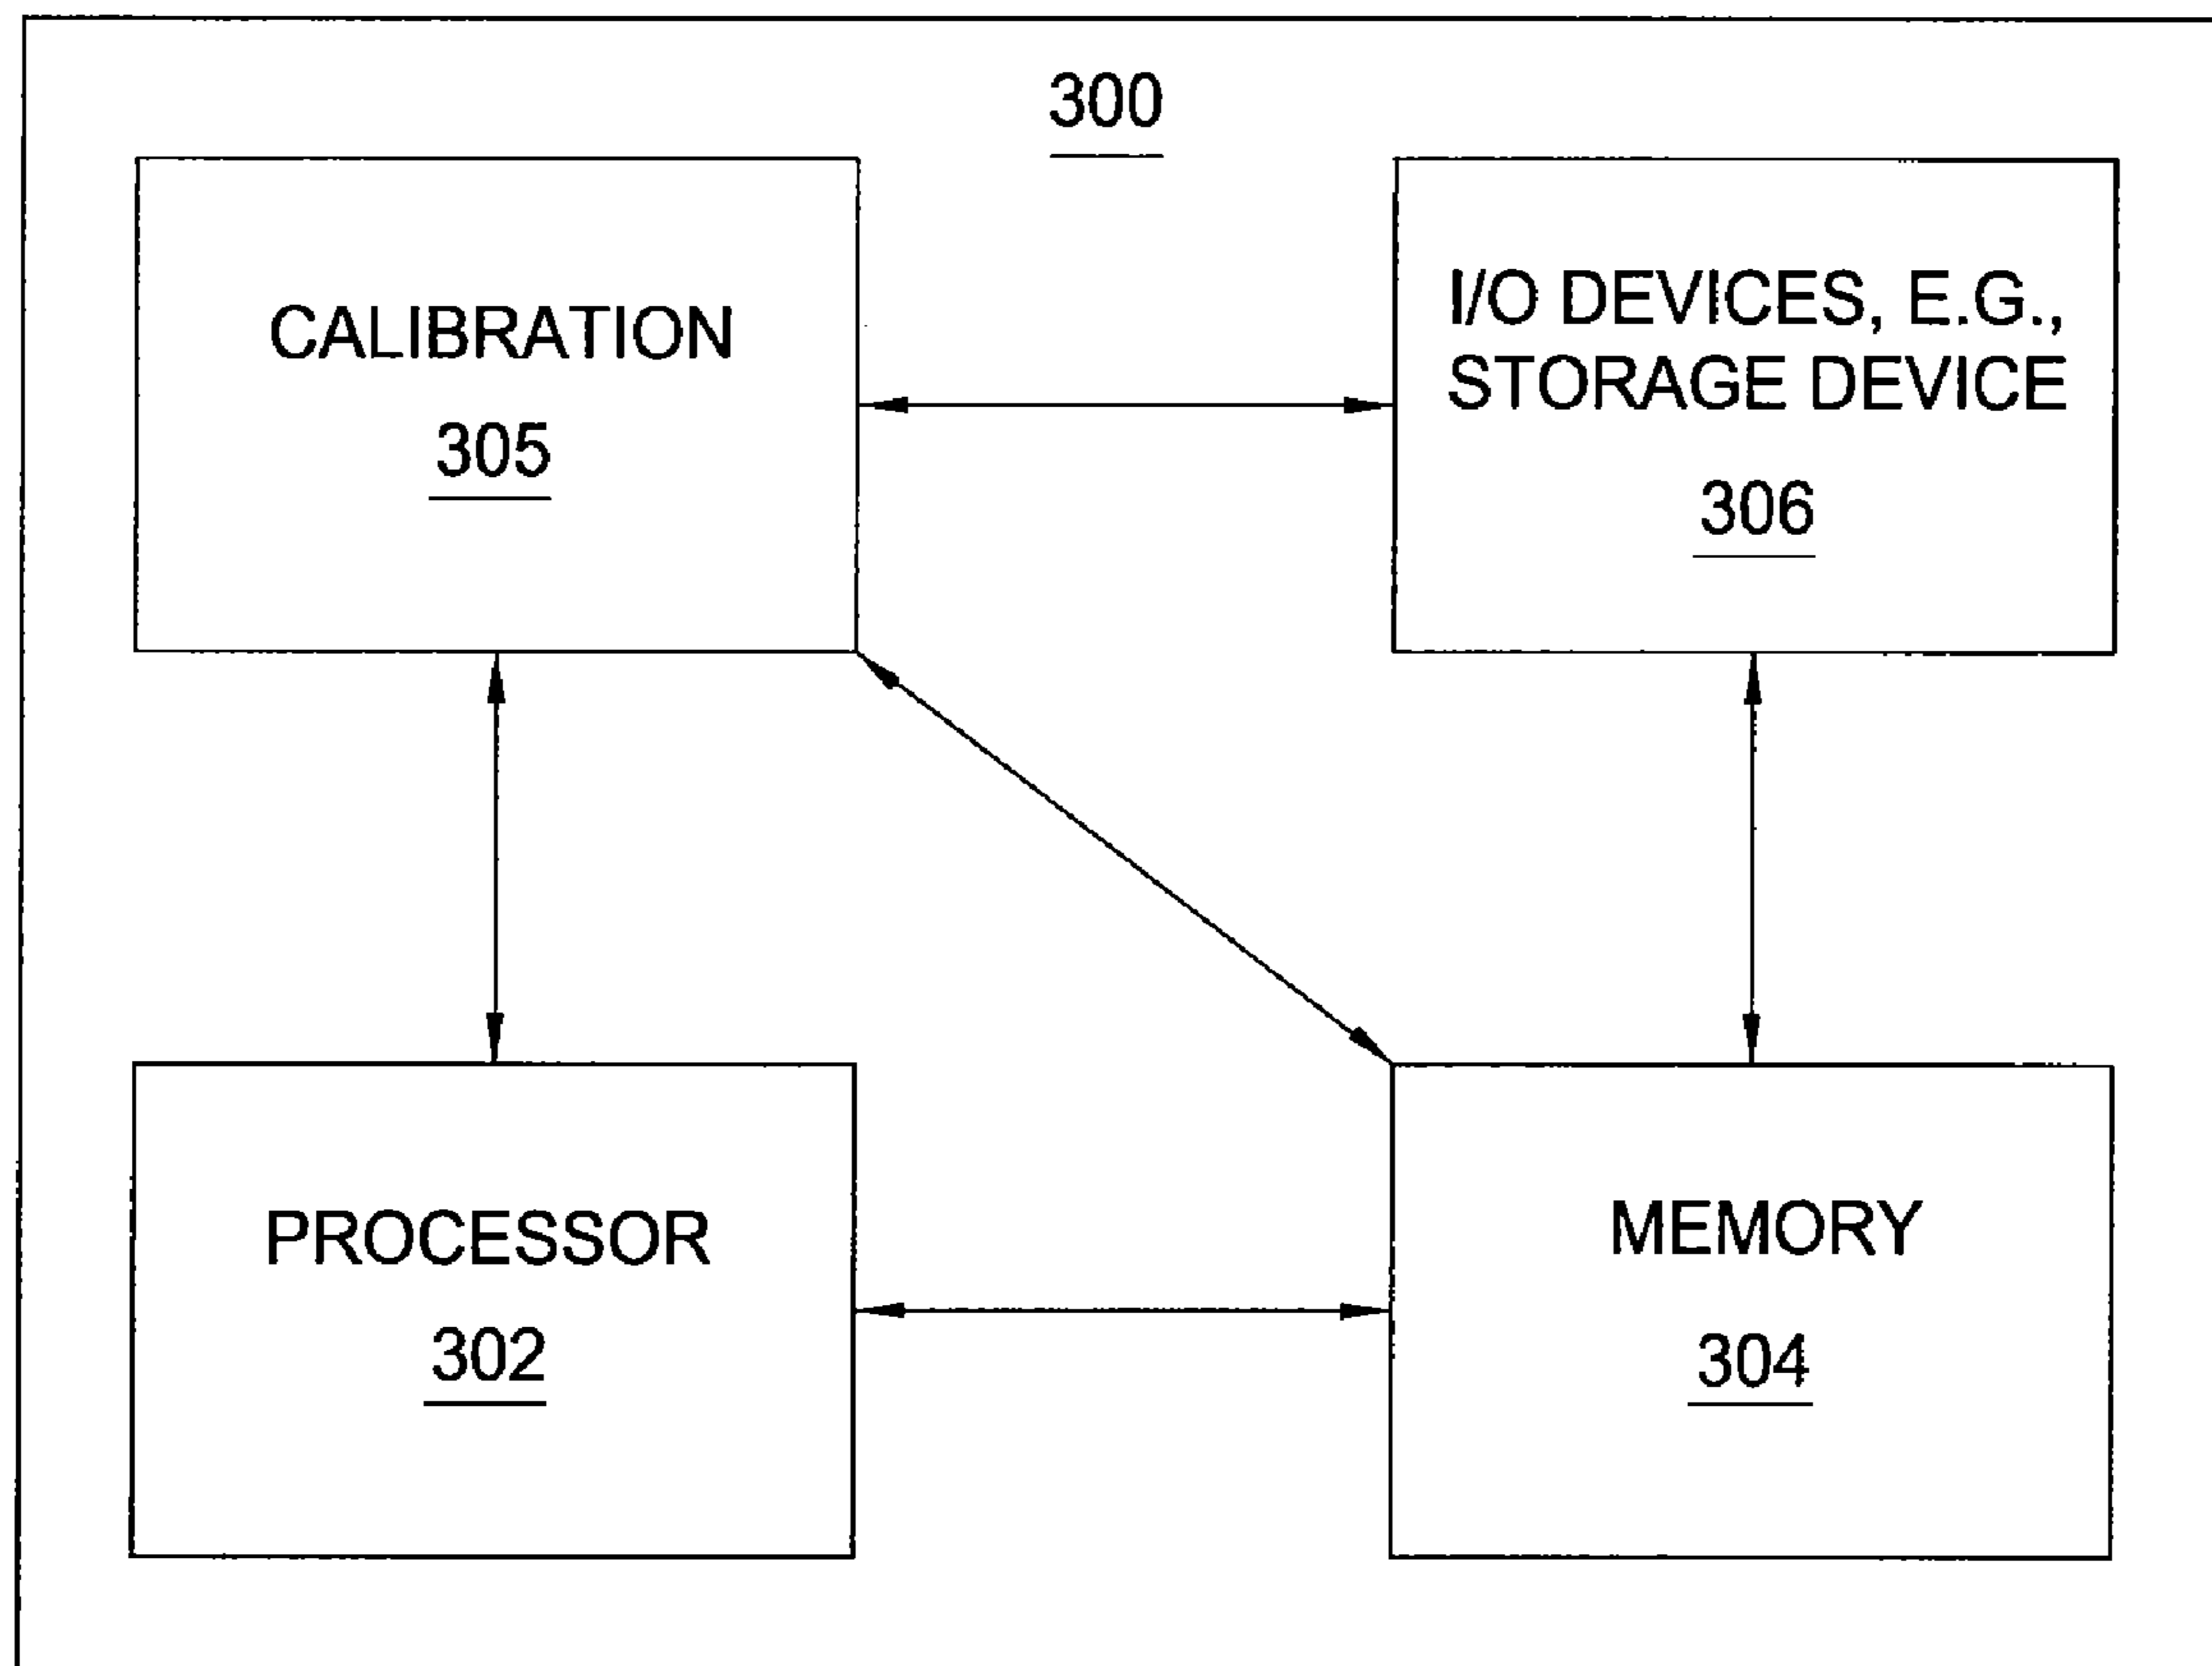 300
CALIBRATION
305
I/O DEVICES, E.G.,
STORAGE DEVICE
306
PROCESSOR
302
MEMORY
304